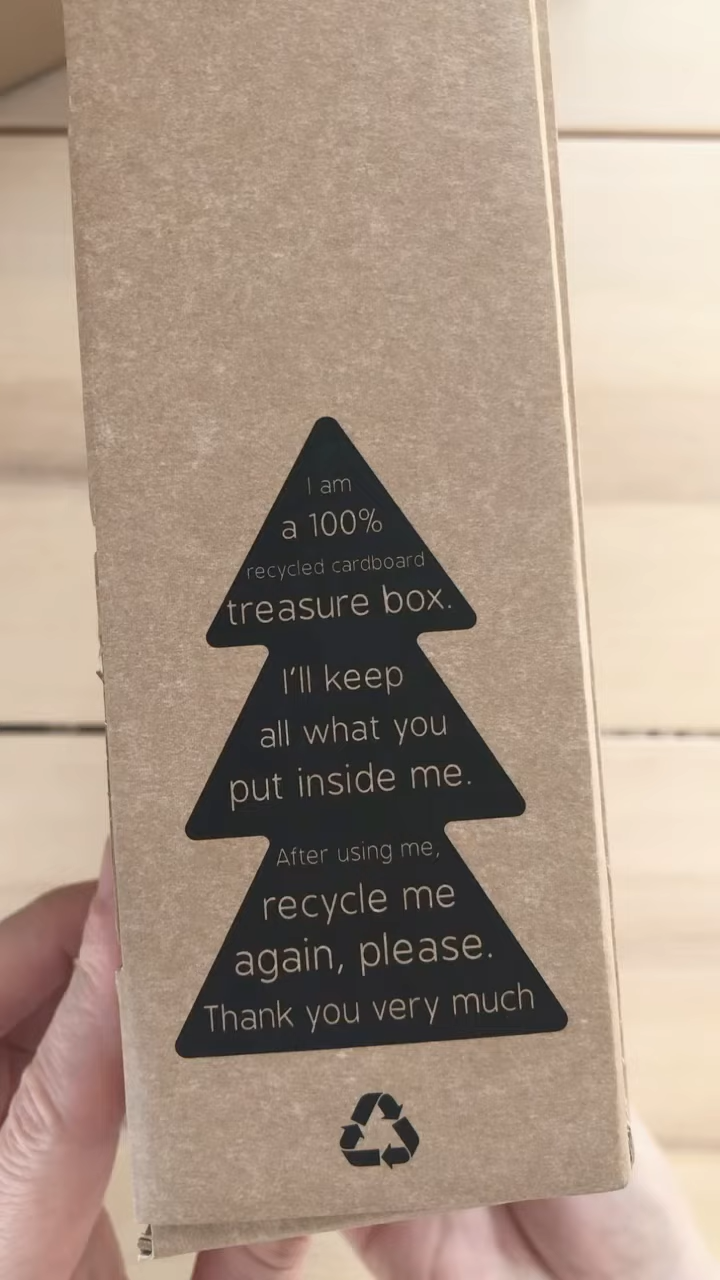 I am
a 100%
recycled cardboard
treasure box.
I'll keep
all what you
put inside me.
After using me,
recycle me
again, please.
Thank you very much